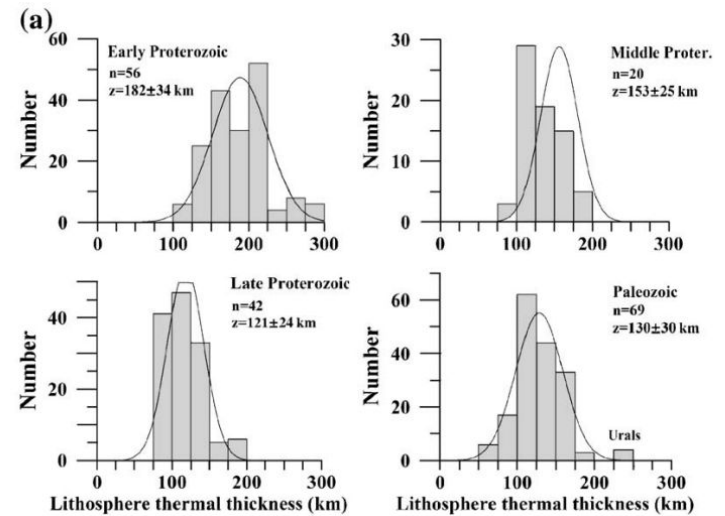 (a)
Early Proterozoic
n=56
z=182±34 km
Number
60
40
20
0
0 100 200 300
Middle Proter.
n=20
z=153±25 km
Number
30
20
10
0
0 100 200 300
Late Proterozoic
n=42
z=121±24 km
Number
40
20
0
0 100 200 300
Lithosphere thermal thickness (km)
Paleozoic
n=69
z=130±30 km
Urals
Number
60
40
20
0
0 100 200 300
Lithosphere thermal thickness (km)